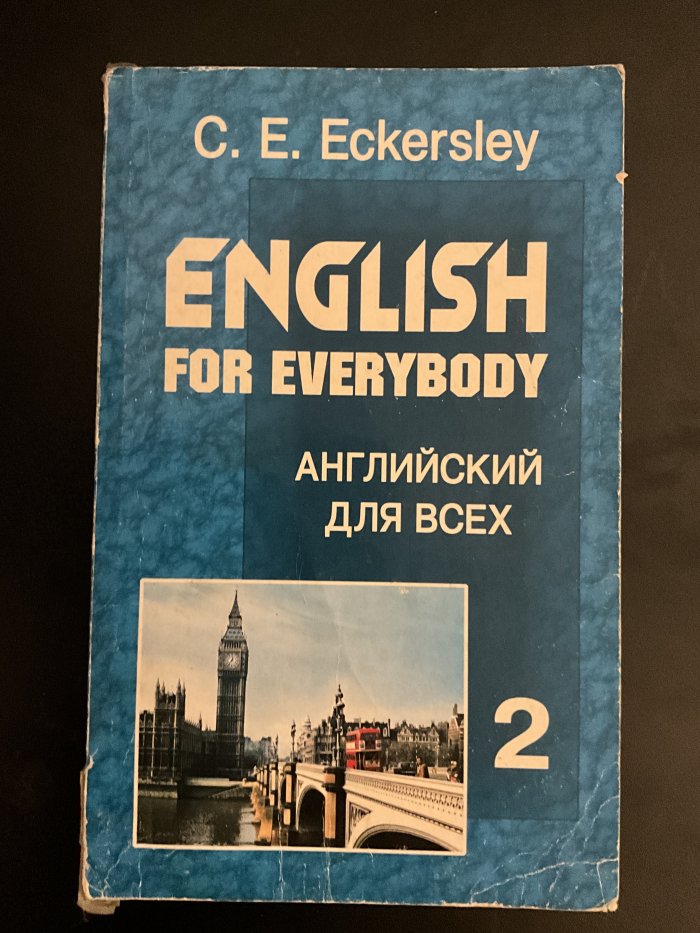 C. E. Eckersley
ENGLISH
FOR EVERYBODY
АНГЛИЙСКИЙ
ДЛЯ ВСЕХ
2